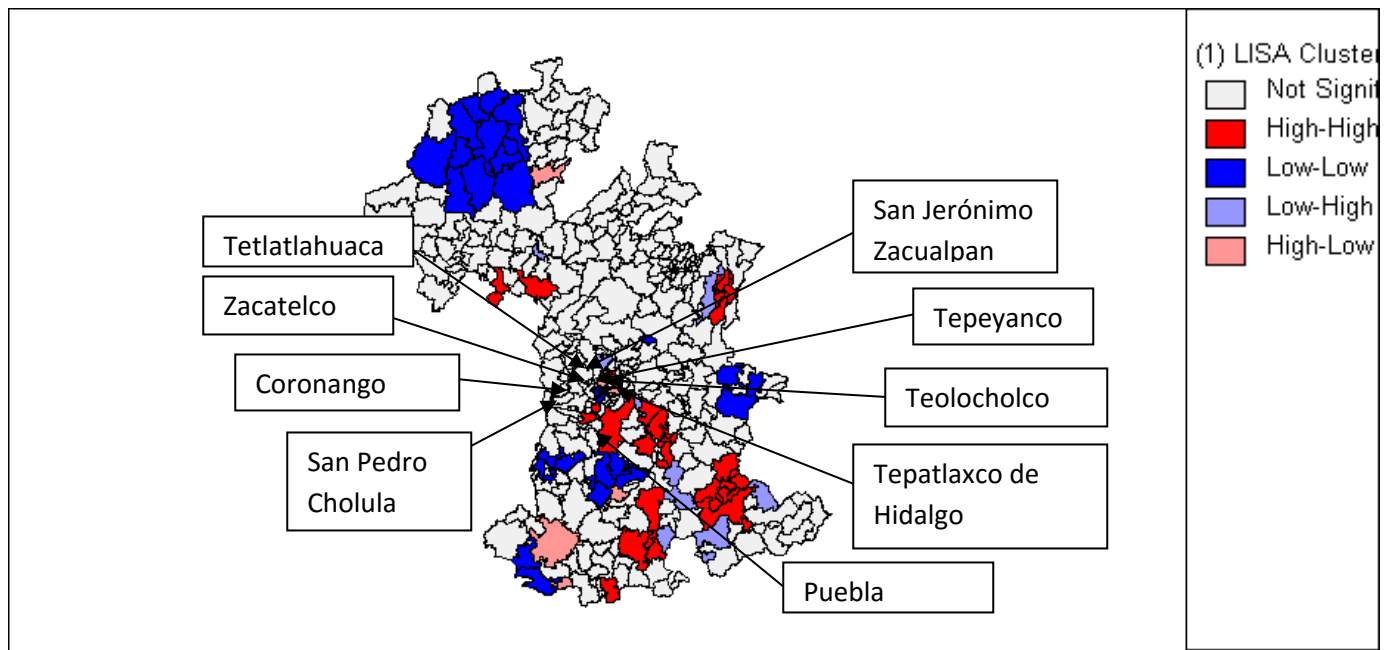 (1) LISA Cluster
Not Signif
High-High
Low-Low
Low-High
High-Low
Tetlatlahuaca
San Jerónimo
Zacualpan
Zacatelco
Tepeyanco
Coronango
Teolocholco
San Pedro
Cholula
Tepatlaxco de
Hidalgo
Puebla